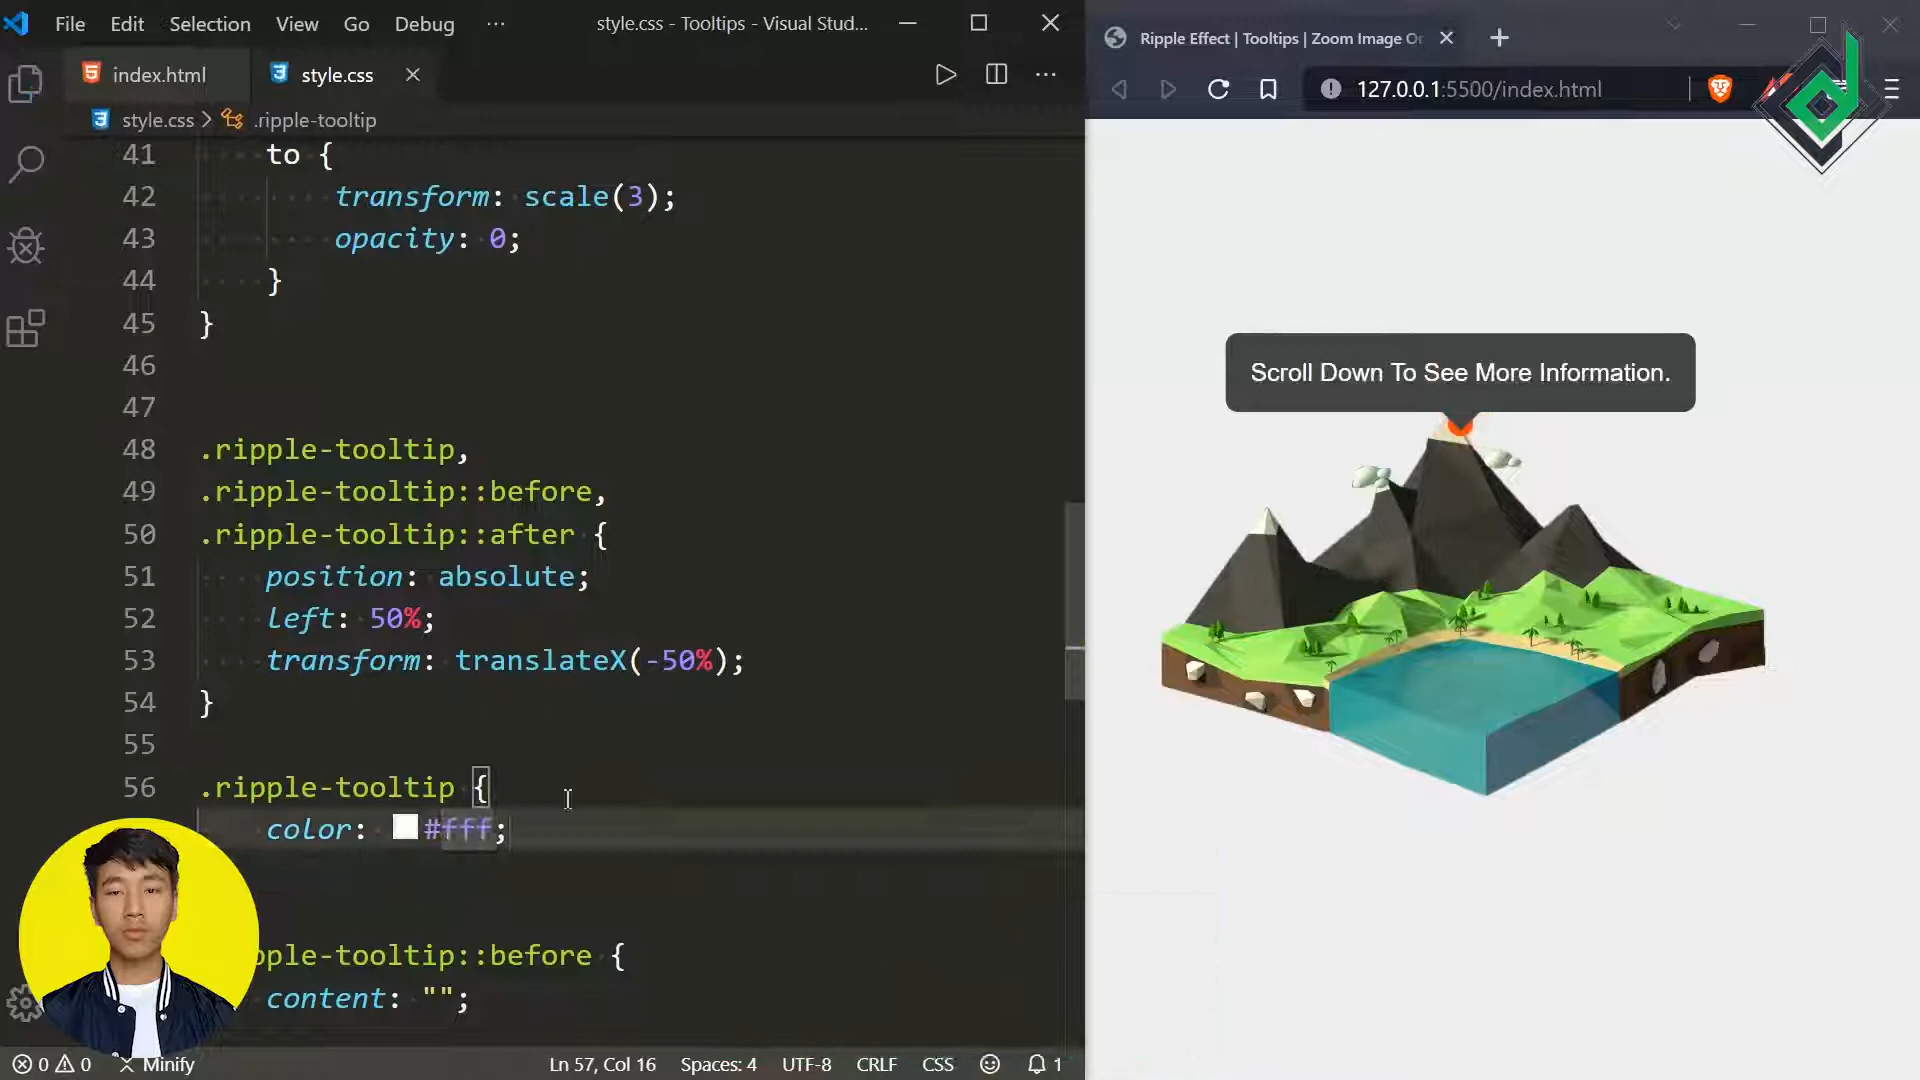 File Edit Selection View Go Debug ··· style.css - Tooltips - Visual Stud...
index.html style.css
style.css > .ripple-tooltip
41 to {
42 transform: scale(3);
43 opacity: 0;
44 }
45 }
46
47
48 .ripple-tooltip,
49 .ripple-tooltip::before,
50 .ripple-tooltip::after {
51 position: absolute;
52 left: 50%;
53 transform: translateX(-50%);
54 }
55
56 .ripple-tooltip {
color: #fff;
pple-tooltip::before {
content: "";
0 0 Minify Ln 57, Col 16 Spaces: 4 UTF-8 CRLF CSS 1
Ripple Effect | Tooltips | Zoom Image Or
127.0.0.1:5500/index.html
Scroll Down To See More Information.